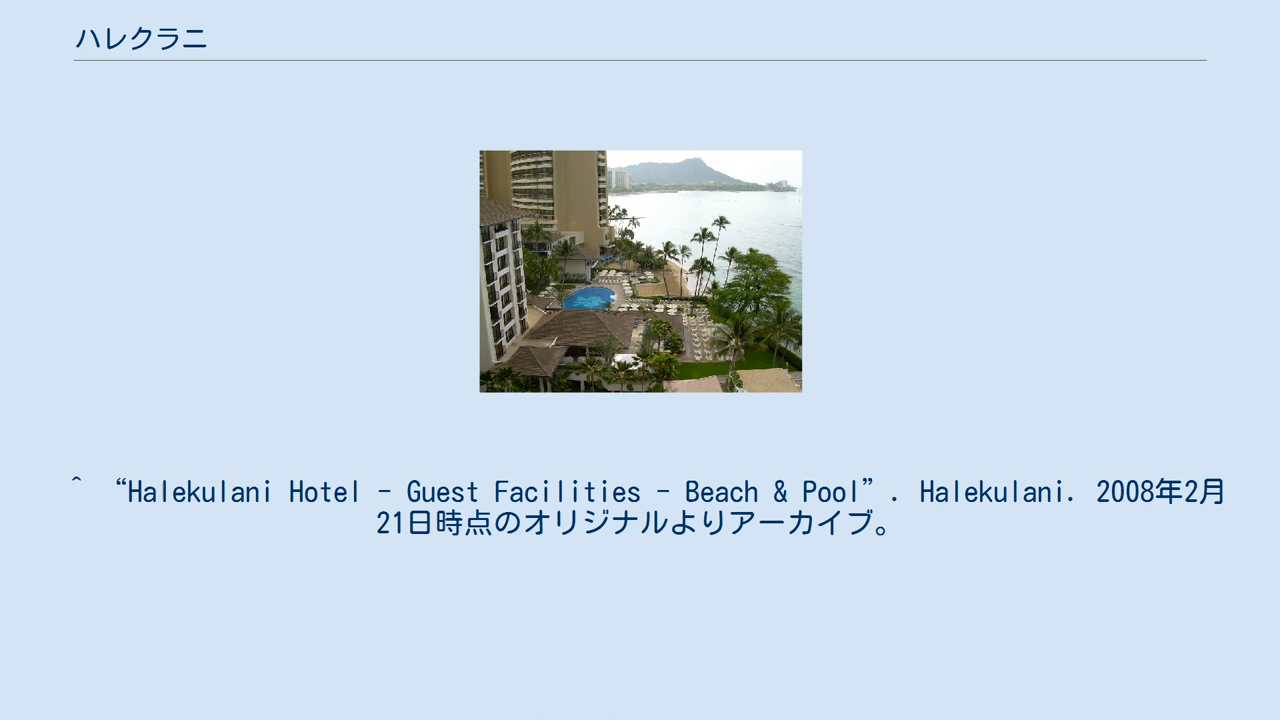 ハレクラニ
^ “Halekulani Hotel - Guest Facilities - Beach & Pool”. Halekulani. 2008年2月
21日時点のオリジナルよりアーカイブ。